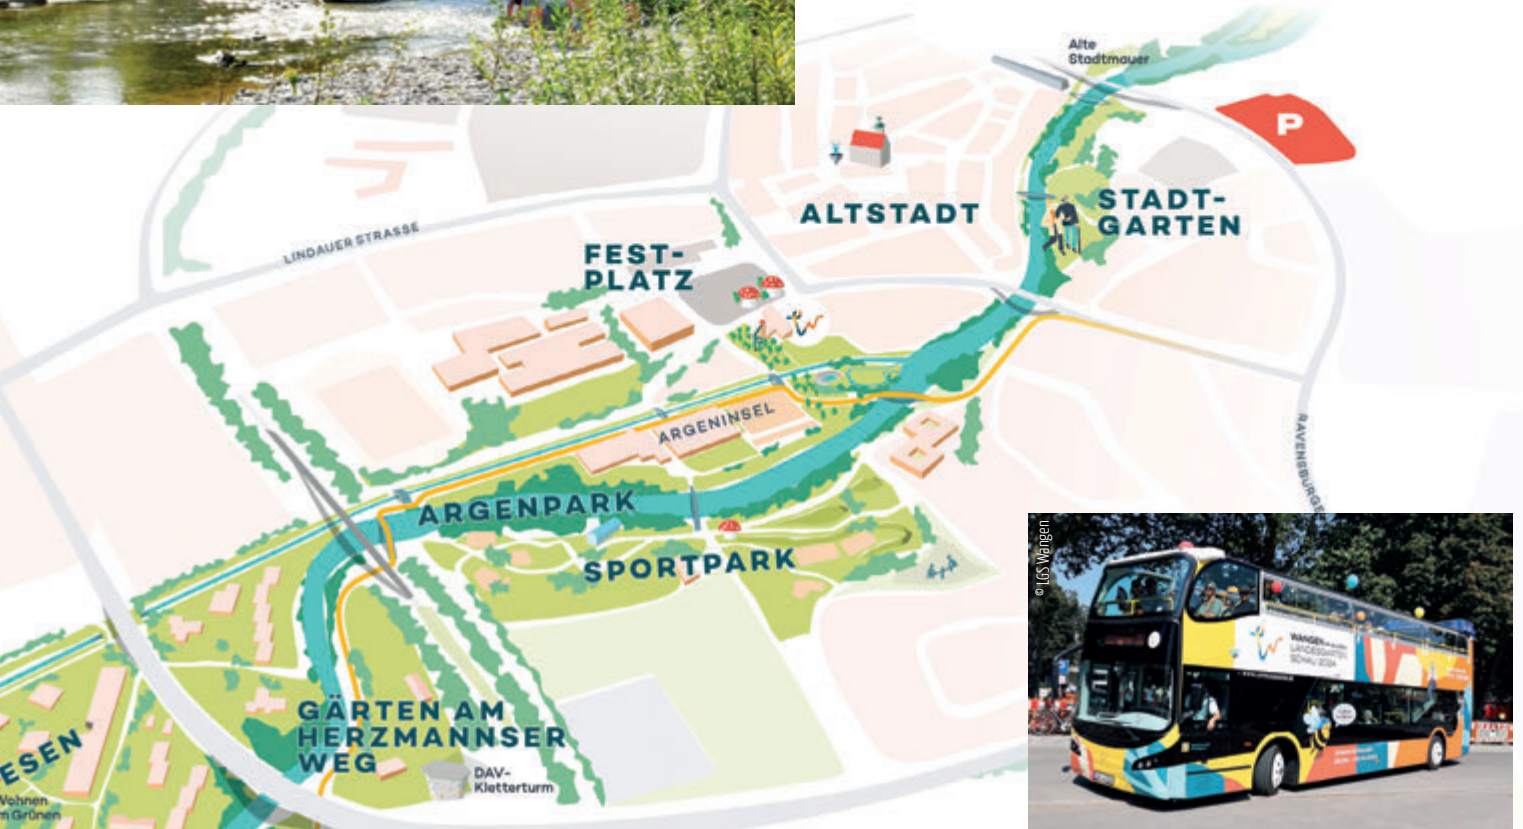 Alte
Stadtmauer
P
ALTSTADT
STADT-
GARTEN
LINDAUER STRASSE
FEST-
PLATZ
ARGENINSEL
RAVENSBURGE
ARGENPARK
SPORTPARK
© LGS Wangen
WANGEN
LANDESGARTEN
SCHAU 2024
GÄRTEN AM
HERZMANNSER
WEG
DAV-
Kletterturm
ESEN
Wohnen
m Grünen